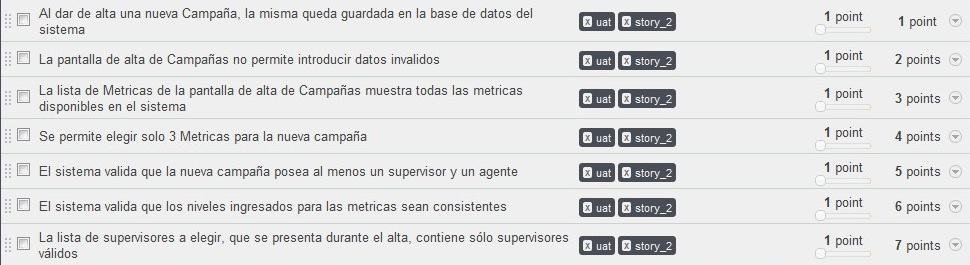 Al dar de alta una nueva Campaña, la misma queda guardada en la base de datos del
sistema
x uat x story_2 1 point 1 point
La pantalla de alta de Campañas no permite introducir datos invalidos
x uat x story_2 1 point 2 points
La lista de Metricas de la pantalla de alta de Campañas muestra todas las metricas
disponibles en el sistema
x uat x story_2 1 point 3 points
Se permite elegir solo 3 Metricas para la nueva campaña
x uat x story_2 1 point 4 points
El sistema valida que la nueva campaña posea al menos un supervisor y un agente
x uat x story_2 1 point 5 points
El sistema valida que los niveles ingresados para las metricas sean consistentes
x uat x story_2 1 point 6 points
La lista de supervisores a elegir, que se presenta durante el alta, contiene sólo supervisores
válidos
x uat x story_2 1 point 7 points